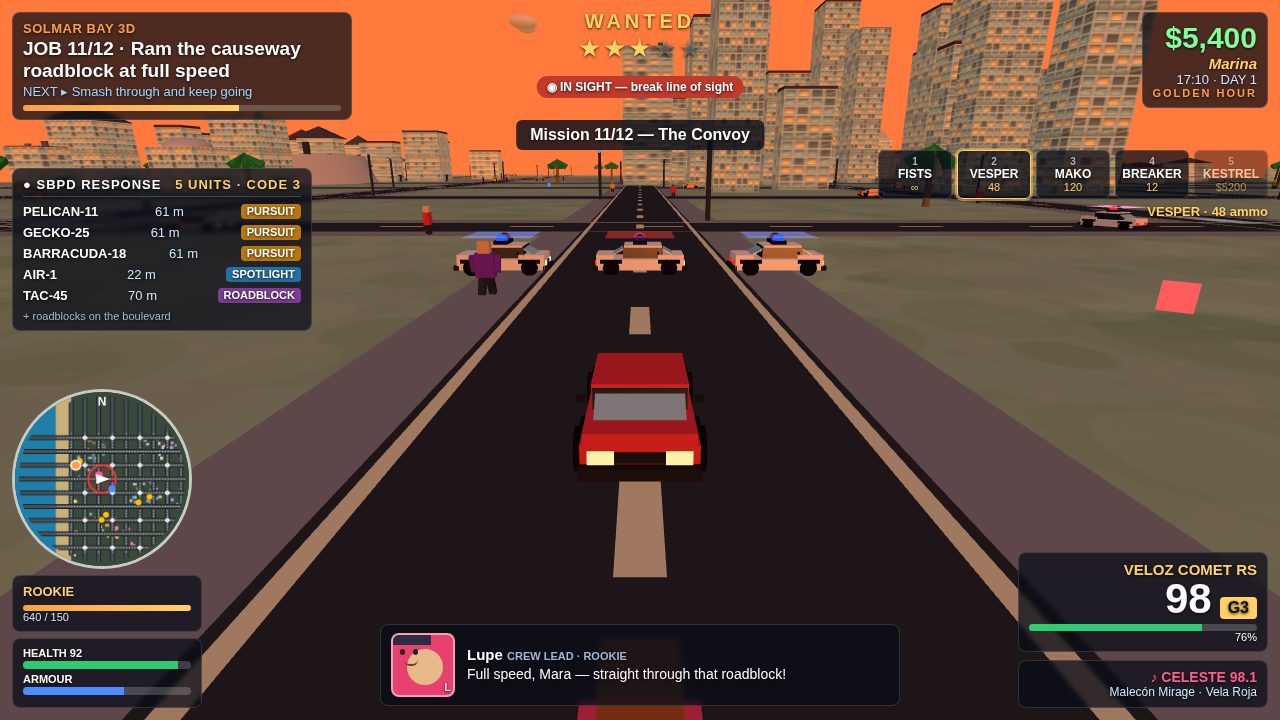 SOLMAR BAY 3D
JOB 11/12 · Ram the causeway
roadblock at full speed
NEXT ▸ Smash through and keep going
WANTED
★★★★★
◉ IN SIGHT — break line of sight
Mission 11/12 — The Convoy
$5,400
Marina
17:10 · DAY 1
GOLDEN HOUR
1 FISTS ∞
2 VESPER 48
3 MAKO 120
4 BREAKER 12
5 KESTREL $5200
VESPER · 48 ammo
● SBPD RESPONSE 5 UNITS · CODE 3
PELICAN-11 61 m PURSUIT
GECKO-25 61 m PURSUIT
BARRACUDA-18 61 m PURSUIT
AIR-1 22 m SPOTLIGHT
TAC-45 70 m ROADBLOCK
+ roadblocks on the boulevard
N
ROOKIE
640 / 150
HEALTH 92
ARMOUR
L
Lupe CREW LEAD · ROOKIE
Full speed, Mara — straight through that roadblock!
VELOZ COMET RS
98 G3
76%
♪ CELESTE 98.1
Malecón Mirage · Vela Roja